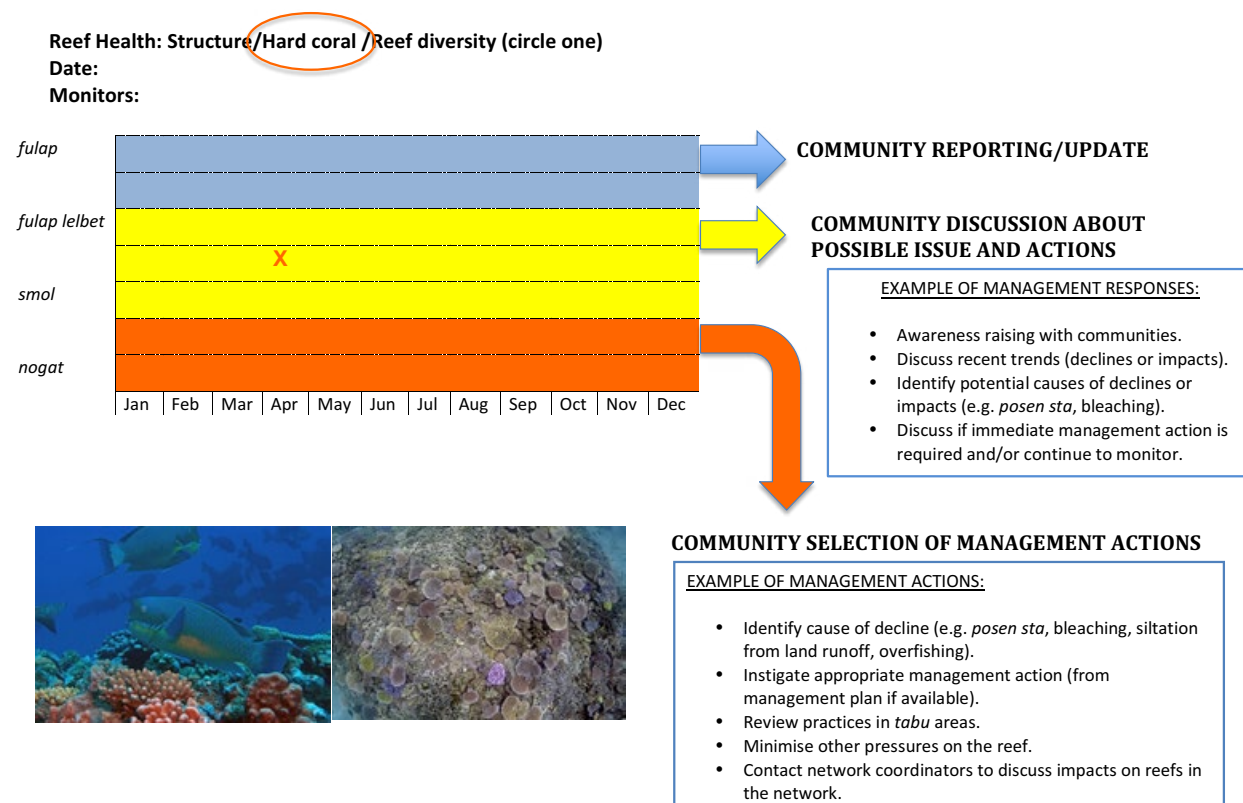 Reef Health: Structure/Hard coral /Reef diversity (circle one)
Date:
Monitors:
fulap
fulap lelbet
smol
nogat
X
Jan Feb Mar Apr May Jun Jul Aug Sep Oct Nov Dec
COMMUNITY REPORTING/UPDATE
COMMUNITY DISCUSSION ABOUT
POSSIBLE ISSUE AND ACTIONS
EXAMPLE OF MANAGEMENT RESPONSES:
• Awareness raising with communities.
• Discuss recent trends (declines or impacts).
• Identify potential causes of declines or
impacts (e.g. posen sta, bleaching).
• Discuss if immediate management action is
required and/or continue to monitor.
COMMUNITY SELECTION OF MANAGEMENT ACTIONS
EXAMPLE OF MANAGEMENT ACTIONS:
• Identify cause of decline (e.g. posen sta, bleaching, siltation
from land runoff, overfishing).
• Instigate appropriate management action (from
management plan if available).
• Review practices in tabu areas.
• Minimise other pressures on the reef.
• Contact network coordinators to discuss impacts on reefs in
the network.